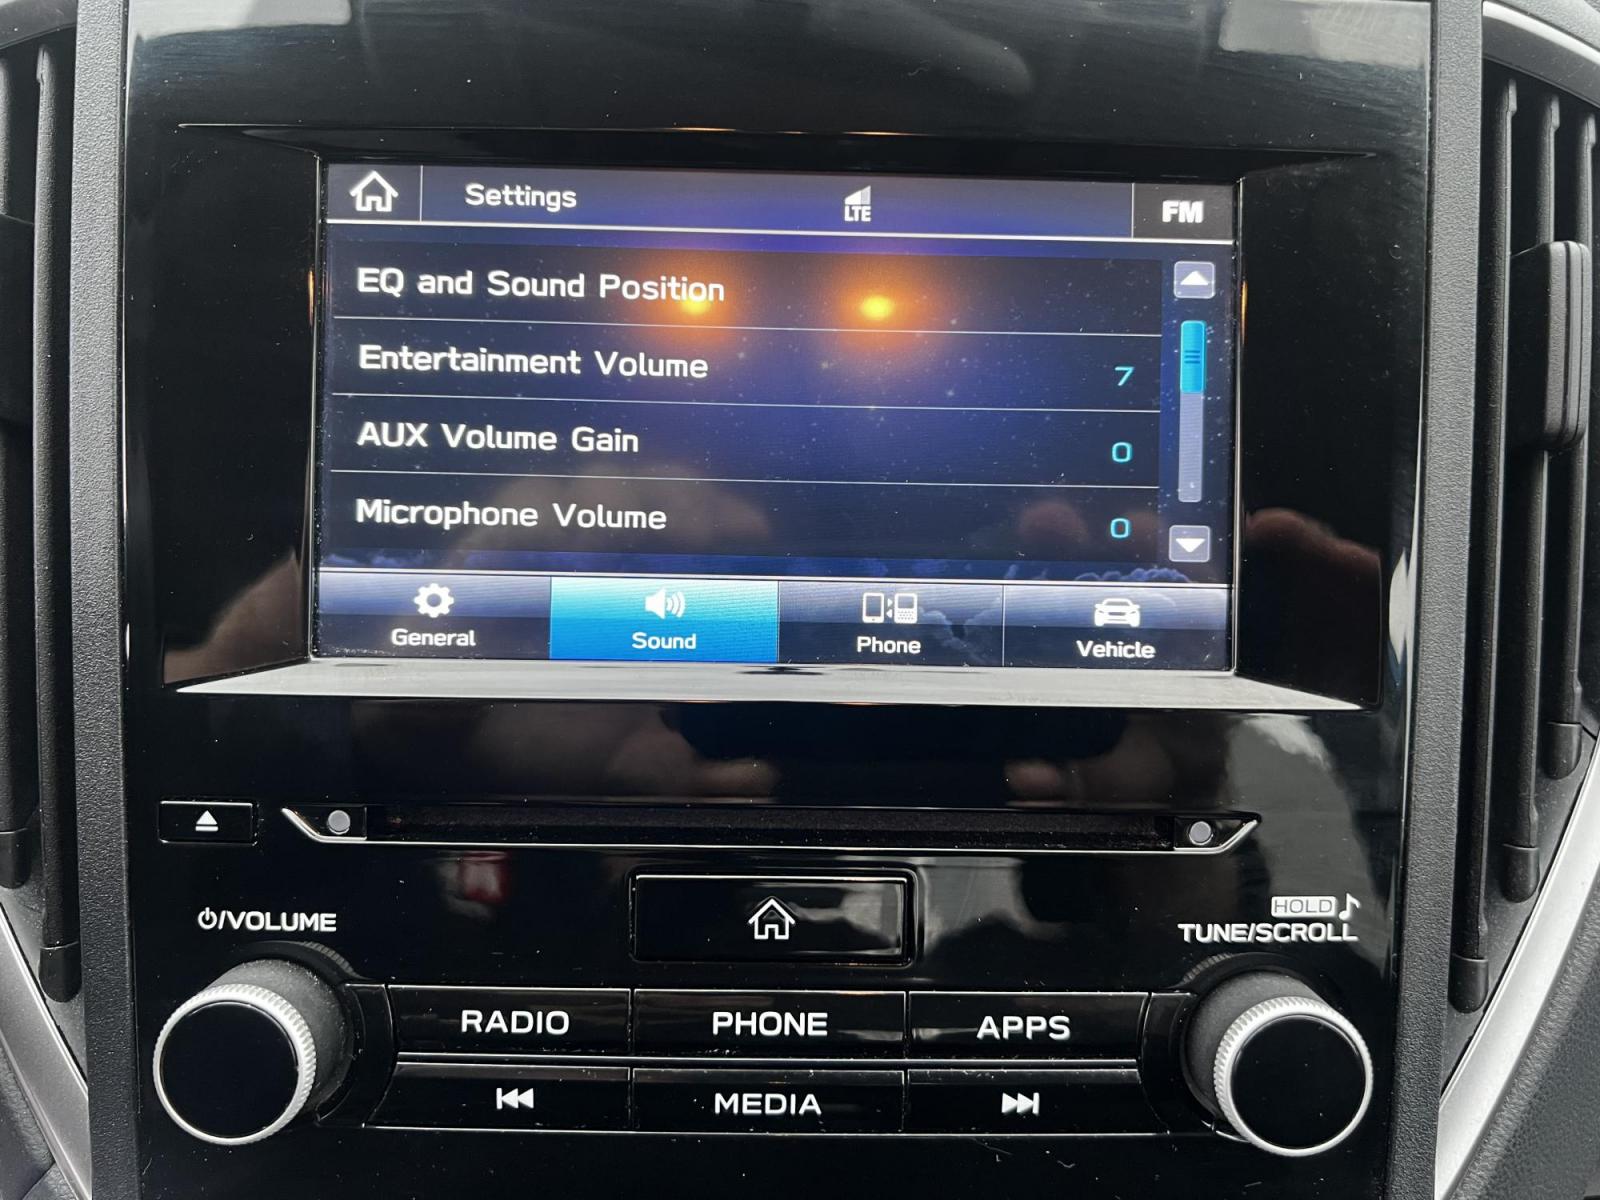 Settings
LTE
FM
EQ and Sound Position
Entertainment Volume 7
AUX Volume Gain 0
Microphone Volume 0
General
Sound
Phone
Vehicle
/VOLUME
HOLD
TUNE/SCROLL
RADIO
PHONE
APPS
MEDIA